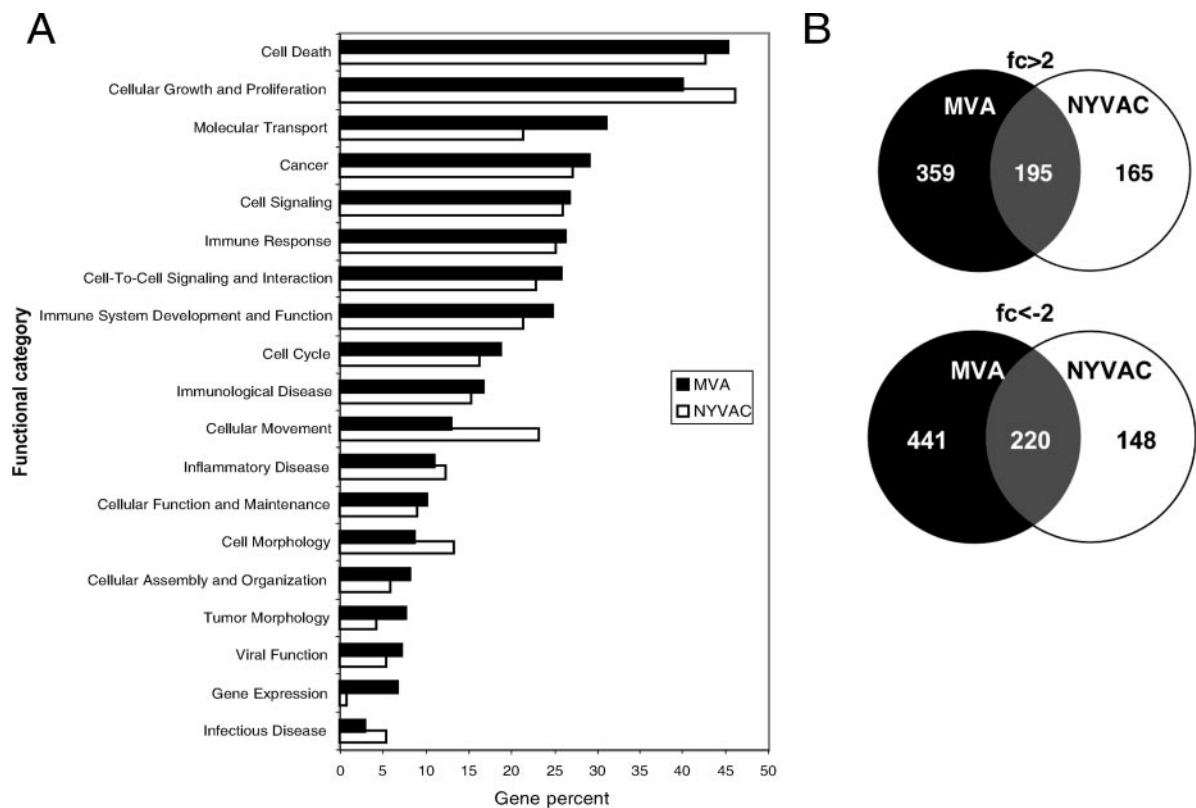 A
Functional category
Cell Death
Cellular Growth and Proliferation
Molecular Transport
Cancer
Cell Signaling
Immune Response
Cell-To-Cell Signaling and Interaction
Immune System Development and Function
Cell Cycle
Immunological Disease
Cellular Movement
Inflammatory Disease
Cellular Function and Maintenance
Cell Morphology
Cellular Assembly and Organization
Tumor Morphology
Viral Function
Gene Expression
Infectious Disease
MVA
NYVAC
0 5 10 15 20 25 30 35 40 45 50
Gene percent
B
fc>2
MVA NYVAC
359 195 165
fc<-2
MVA NYVAC
441 220 148